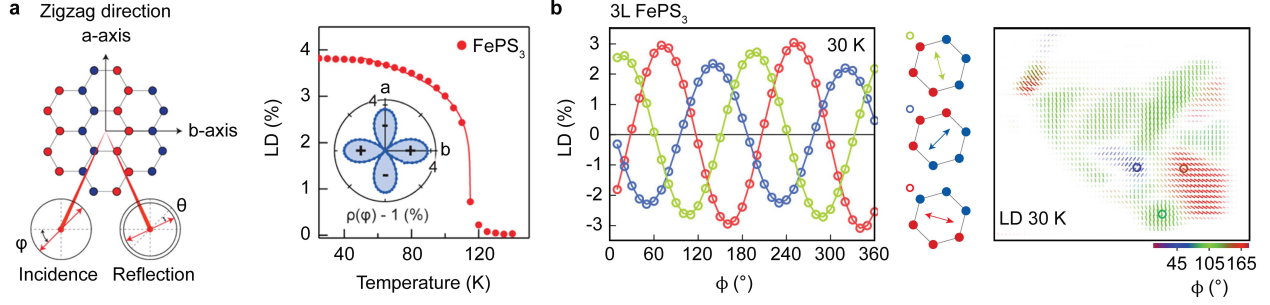 a
Zigzag direction
a-axis
b-axis
θ
φ
Incidence
Reflection
LD (%)
4
3
2
1
0
FePS3
a
4
b
4
+
+
-
-
ρ(φ) - 1 (%)
40
80
120
Temperature (K)
b
3L FePS3
30 K
LD (%)
3
2
1
0
-1
-2
-3
0
60
120
180
240
300
360
ϕ (°)
LD 30 K
45
105
165
ϕ (°)